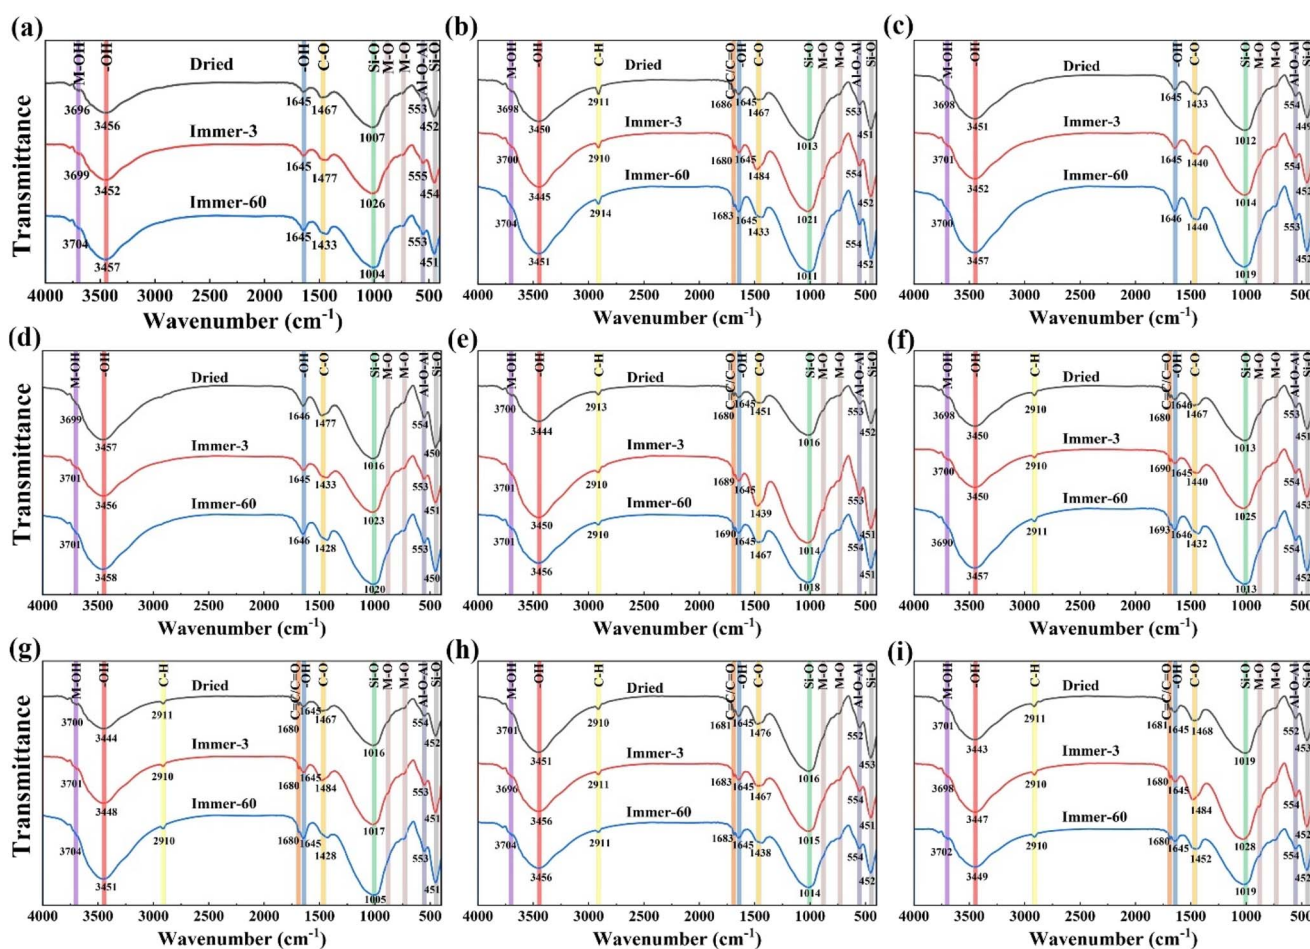 (a)
M-OH
-OH
-OH
C-O
Si-O
M-O
M-O
Al-O-Al
Si-O
Dried
3696
3456
1645
1467
1007
553
452
Immer-3
3699
3452
1645
1477
1026
555
454
Immer-60
3704
3457
1645
1433
1004
553
451
4000 3500 3000 2500 2000 1500 1000 500
Wavenumber (cm⁻¹)
Transmittance
(b)
M-OH
-OH
C-H
C=C/C=O
-OH
C-O
Si-O
M-O
M-O
Al-O-Al
Si-O
Dried
3698
3450
2911
1686
1645
1467
1013
553
451
Immer-3
3700
3445
2910
1680
1645
1484
1021
554
452
Immer-60
3704
3451
2914
1683
1645
1433
1011
554
452
4000 3500 3000 2500 2000 1500 1000 500
Wavenumber (cm⁻¹)
(c)
M-OH
-OH
-OH
C-O
Si-O
M-O
M-O
Al-O-Al
Si-O
Dried
3698
3451
1645
1433
1012
554
449
Immer-3
3701
3452
1645
1440
1014
554
452
Immer-60
3700
3457
1646
1440
1019
553
452
4000 3500 3000 2500 2000 1500 1000 500
Wavenumber (cm⁻¹)
(d)
M-OH
-OH
-OH
C-O
Si-O
M-O
M-O
Al-O-Al
Si-O
Dried
3699
3457
1646
1477
1016
554
450
Immer-3
3701
3456
1645
1433
1023
553
451
Immer-60
3701
3458
1646
1428
1020
553
450
4000 3500 3000 2500 2000 1500 1000 500
Wavenumber (cm⁻¹)
Transmittance
(e)
M-OH
-OH
C-H
C=C/C=O
-OH
C-O
Si-O
M-O
M-O
Al-O-Al
Si-O
Dried
3700
3444
2913
1680
1645
1451
1016
553
452
Immer-3
3701
3450
2910
1689
1645
1439
1014
553
451
Immer-60
3701
3456
2910
1690
1645
1467
1018
554
451
4000 3500 3000 2500 2000 1500 1000 500
Wavenumber (cm⁻¹)
(f)
M-OH
-OH
C-H
C=C/C=O
-OH
C-O
Si-O
M-O
M-O
Al-O-Al
Si-O
Dried
3698
3450
2910
1680
1640
1467
1013
553
451
Immer-3
3700
3450
2910
1690
1645
1440
1025
553
453
Immer-60
3690
3457
2911
1693
1646
1432
1013
554
452
4000 3500 3000 2500 2000 1500 1000 500
Wavenumber (cm⁻¹)
(g)
M-OH
-OH
C-H
C=C/C=O
-OH
C-O
Si-O
M-O
M-O
Al-O-Al
Si-O
Dried
3700
3444
2911
1680
1645
1467
1016
554
452
Immer-3
3701
3448
2910
1680
1645
1484
1017
553
451
Immer-60
3704
3451
2910
1680
1645
1428
1005
553
451
4000 3500 3000 2500 2000 1500 1000 500
Wavenumber (cm⁻¹)
Transmittance
(h)
M-OH
-OH
C-H
C=C/C=O
-OH
C-O
Si-O
M-O
M-O
Al-O-Al
Si-O
Dried
3701
3451
2910
1681
1645
1476
1016
552
453
Immer-3
3696
3456
2911
1683
1645
1467
1015
554
451
Immer-60
3704
3456
2911
1683
1645
1438
1014
554
452
4000 3500 3000 2500 2000 1500 1000 500
Wavenumber (cm⁻¹)
(i)
M-OH
-OH
C-H
C=C/C=O
-OH
C-O
Si-O
M-O
M-O
Al-O-Al
Si-O
Dried
3701
3443
2911
1681
1645
1468
1019
552
453
Immer-3
3698
3447
2910
1680
1645
1484
1028
554
452
Immer-60
3702
3449
2910
1680
1645
1452
1019
554
452
4000 3500 3000 2500 2000 1500 1000 500
Wavenumber (cm⁻¹)